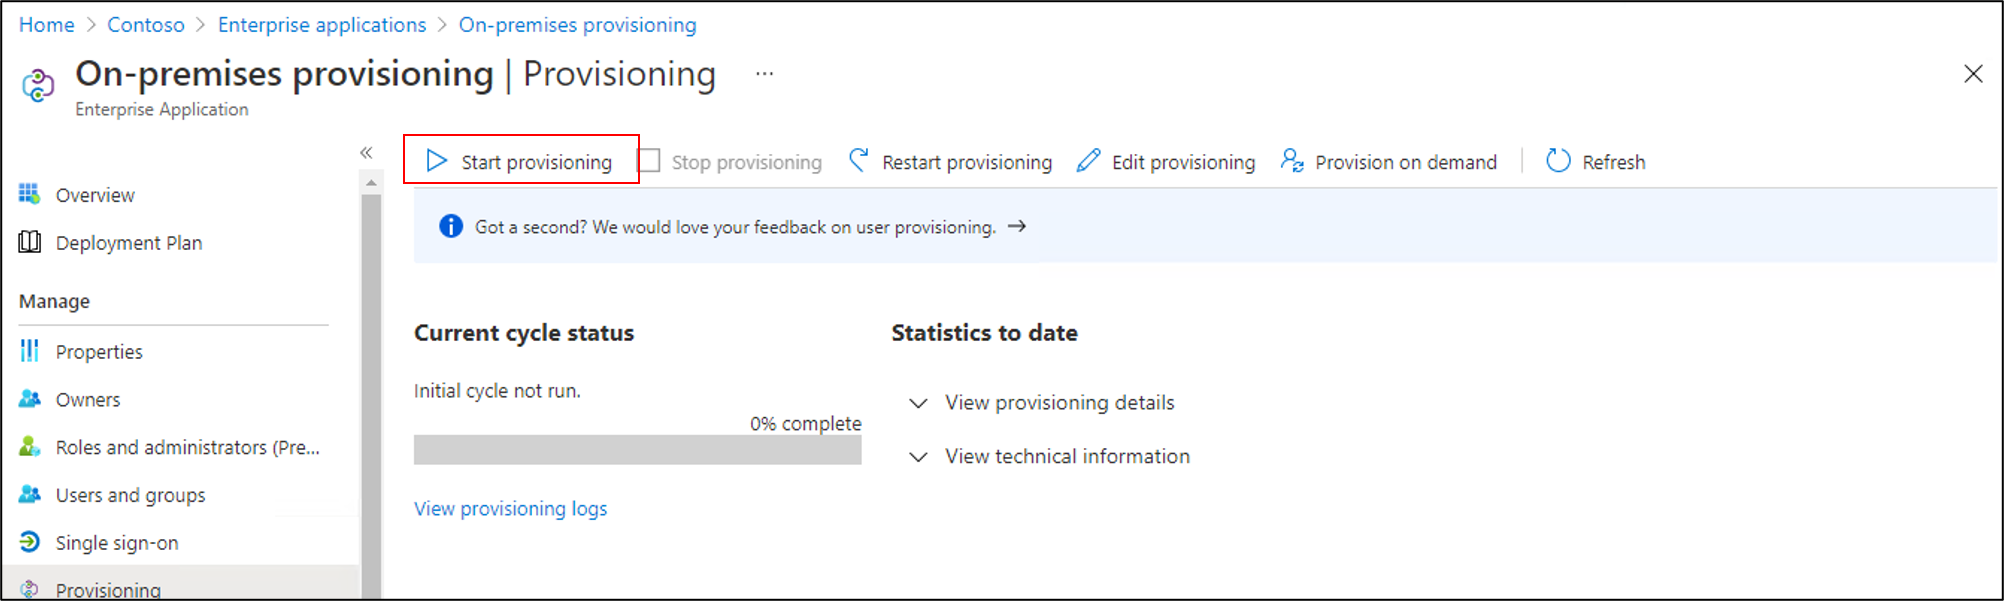 Home > Contoso > Enterprise applications > On-premises provisioning
On-premises provisioning | Provisioning ...
Enterprise Application
«
Overview
Deployment Plan
Manage
Properties
Owners
Roles and administrators (Pre...
Users and groups
Single sign-on
Provisioning
Start provisioning Stop provisioning Restart provisioning Edit provisioning Provision on demand Refresh
Got a second? We would love your feedback on user provisioning. →
Current cycle status
Initial cycle not run.
0% complete
View provisioning logs
Statistics to date
View provisioning details
View technical information